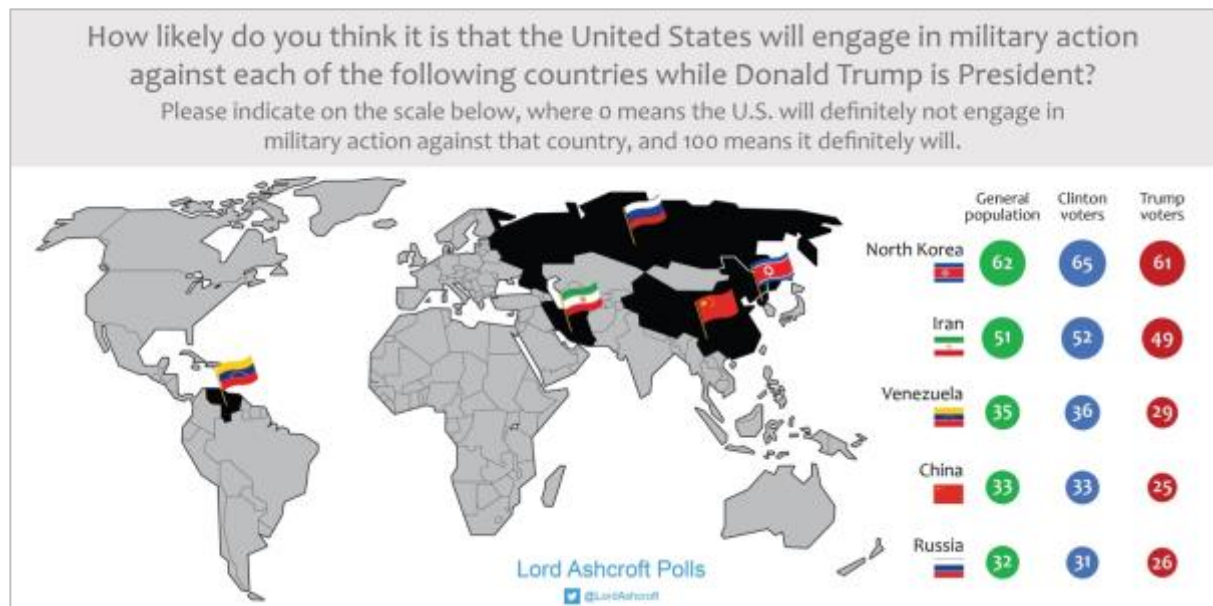 How likely do you think it is that the United States will engage in military action
against each of the following countries while Donald Trump is President?
Please indicate on the scale below, where 0 means the U.S. will definitely not engage in
military action against that country, and 100 means it definitely will.
General population
Clinton voters
Trump voters
North Korea 62 65 61
Iran 51 52 49
Venezuela 35 36 29
China 33 33 25
Russia 32 31 26
Lord Ashcroft Polls
@LordAshcroft